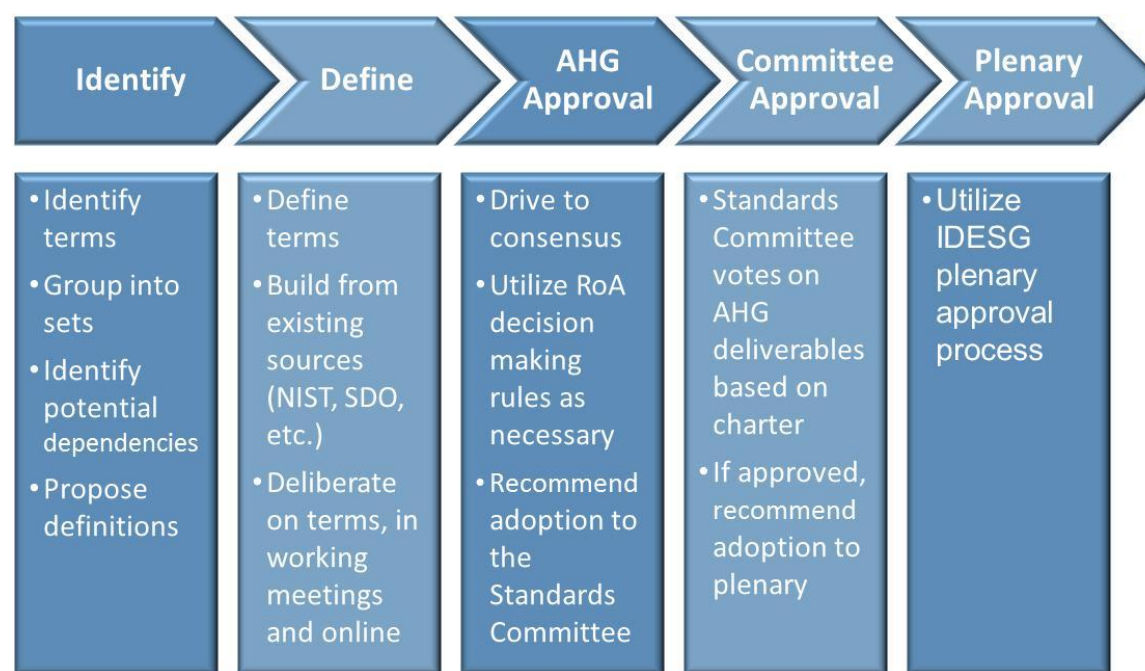 Identify
Define
AHG
Approval
Committee
Approval
Plenary
Approval
• Identify
terms
• Group into
sets
• Identify
potential
dependencies
• Propose
definitions
• Define
terms
• Build from
existing
sources
(NIST, SDO,
etc.)
• Deliberate
on terms, in
working
meetings
and online
• Drive to
consensus
• Utilize RoA
decision
making
rules as
necessary
• Recommend
adoption to
the
Standards
Committee
• Standards
Committee
votes on
AHG
deliverables
based on
charter
• If approved,
recommend
adoption to
plenary
• Utilize
IDESG
plenary
approval
process